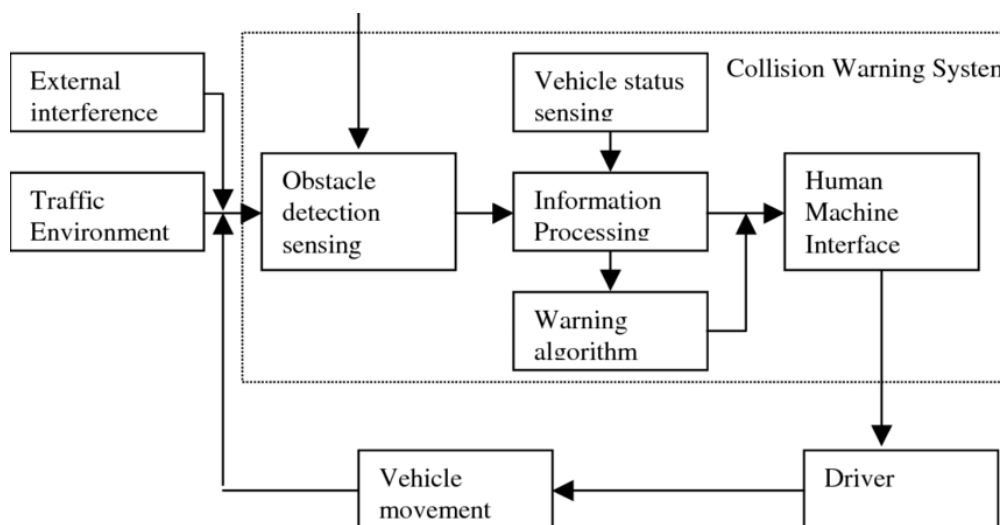 External
interference
Traffic
Environment
Obstacle
detection
sensing
Vehicle status
sensing
Information
Processing
Warning
algorithm
Collision Warning System
Human
Machine
Interface
Vehicle
movement
Driver